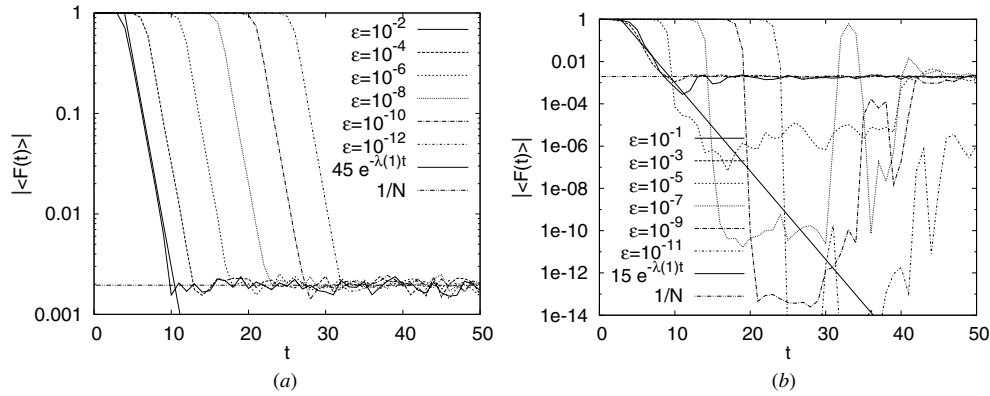 1
0.1
0.01
0.001
|<F(t)>|
0 10 20 30 40 50
t
ε=10⁻²
ε=10⁻⁴
ε=10⁻⁶
ε=10⁻⁸
ε=10⁻¹⁰
ε=10⁻¹²
45 e^{-λ(1)t}
1/N
(a)
1
0.01
1e-04
1e-06
1e-08
1e-10
1e-12
1e-14
|<F(t)>|
0 10 20 30 40 50
t
ε=10⁻¹
ε=10⁻³
ε=10⁻⁵
ε=10⁻⁷
ε=10⁻⁹
ε=10⁻¹¹
15 e^{-λ(1)t}
1/N
(b)